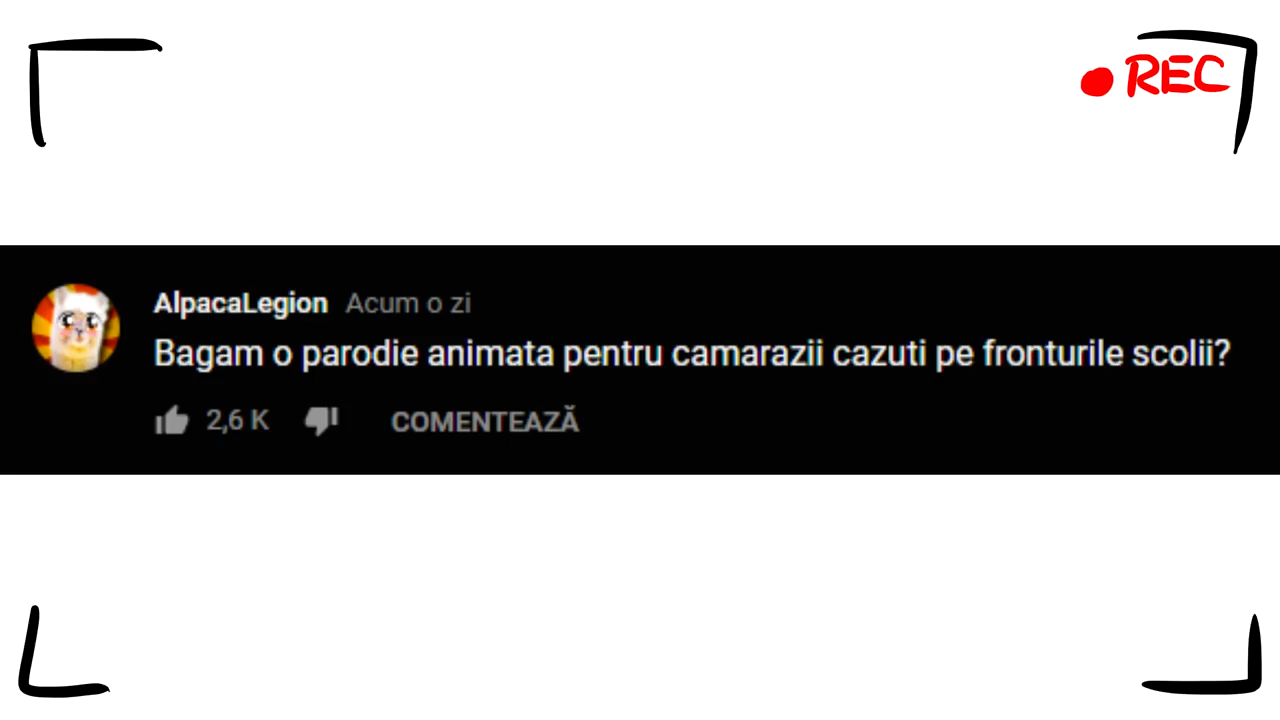 REC
AlpacaLegion Acum o zi
Bagam o parodie animata pentru camarazii cazuti pe fronturile scolii?
2,6 K COMENTEAZĂ